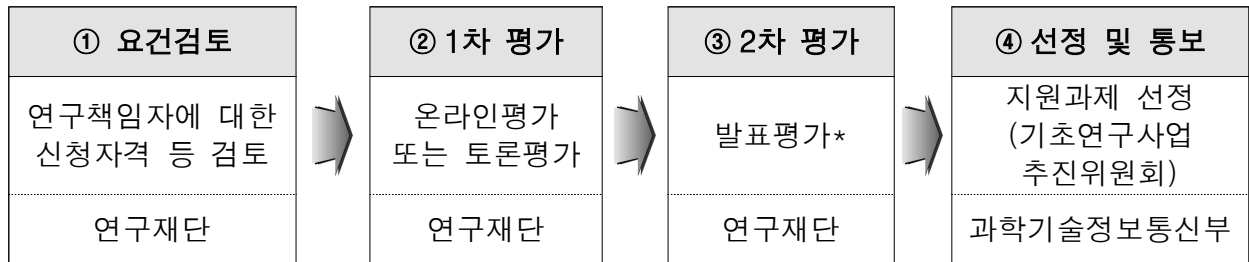 ① 요건검토
연구책임자에 대한
신청자격 등 검토
연구재단
② 1차 평가
온라인평가
또는 토론평가
연구재단
③ 2차 평가
발표평가*
연구재단
④ 선정 및 통보
지원과제 선정
(기초연구사업
추진위원회)
과학기술정보통신부